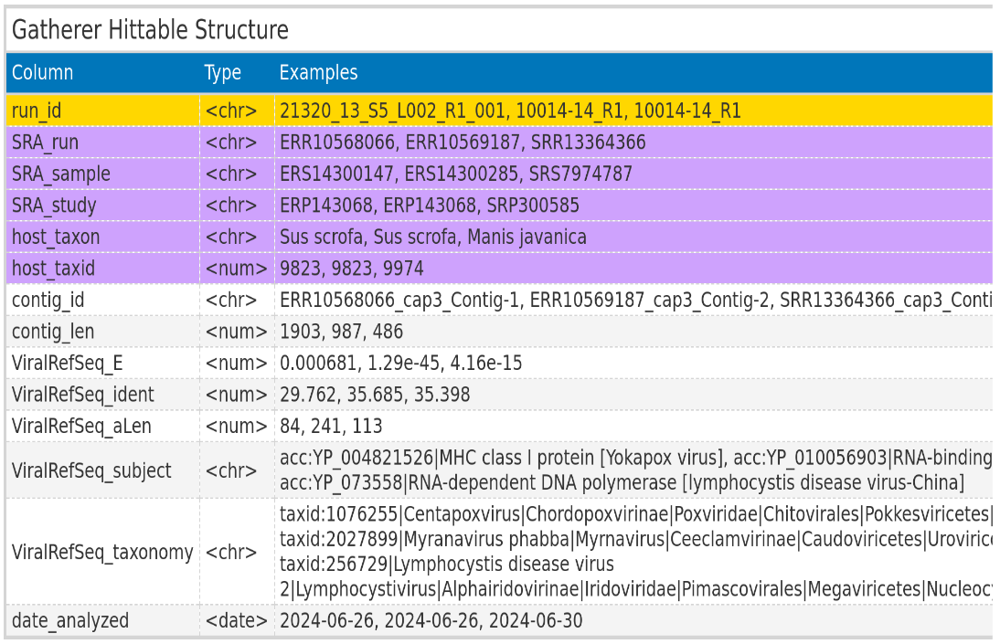 Gatherer Hittable Structure
Column Type Examples
run_id <chr> 21320_13_S5_L002_R1_001, 10014-14_R1, 10014-14_R1
SRA_run <chr> ERR10568066, ERR10569187, SRR13364366
SRA_sample <chr> ERS14300147, ERS14300285, SRS7974787
SRA_study <chr> ERP143068, ERP143068, SRP300585
host_taxon <chr> Sus scrofa, Sus scrofa, Manis javanica
host_taxid <num> 9823, 9823, 9974
contig_id <chr> ERR10568066_cap3_Contig-1, ERR10569187_cap3_Contig-2, SRR13364366_cap3_Conti
contig_len <num> 1903, 987, 486
ViralRefSeq_E <num> 0.000681, 1.29e-45, 4.16e-15
ViralRefSeq_ident <num> 29.762, 35.685, 35.398
ViralRefSeq_aLen <num> 84, 241, 113
ViralRefSeq_subject <chr> acc:YP_004821526|MHC class I protein [Yokapox virus], acc:YP_010056903|RNA-binding
acc:YP_073558|RNA-dependent DNA polymerase [lymphocystis disease virus-China]
ViralRefSeq_taxonomy <chr> taxid:1076255|Centapoxvirus|Chordopoxvirinae|Poxviridae|Chitovirales|Pokkesviricetes|
taxid:2027899|Myranavirus phabba|Myrnavirus|Ceeclamvirinae|Caudoviricetes|Urovirice
taxid:256729|Lymphocystis disease virus
2|Lymphocystivirus|Alphairidovirinae|Iridoviridae|Pimascovirales|Megaviricetes|Nucleocy
date_analyzed <date> 2024-06-26, 2024-06-26, 2024-06-30